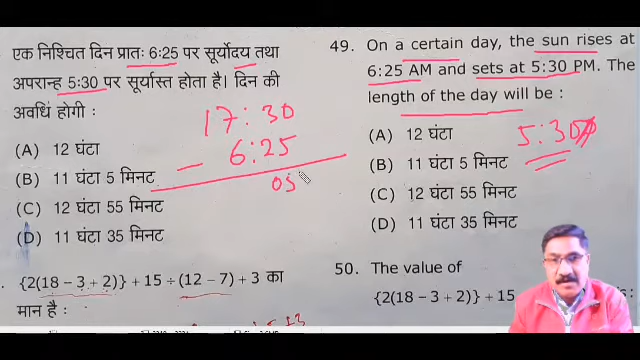 एक निश्चित दिन प्रातः 6:25 पर सूर्योदय तथा
अपरान्ह 5:30 पर सूर्यास्त होता है। दिन की
अवधि होगी :
(A) 12 घंटा
(B) 11 घंटा 5 मिनट
(C) 12 घंटा 55 मिनट
(D) 11 घंटा 35 मिनट
17:30
- 6:25
05
{2(18 – 3 + 2)} + 15 ÷ (12 – 7) + 3 का
मान है :
49. On a certain day, the sun rises at
6:25 AM and sets at 5:30 PM. The
length of the day will be :
(A) 12 घंटा
(B) 11 घंटा 5 मिनट
(C) 12 घंटा 55 मिनट
(D) 11 घंटा 35 मिनट
5:30
50. The value of
{2(18 – 3 + 2)} + 15